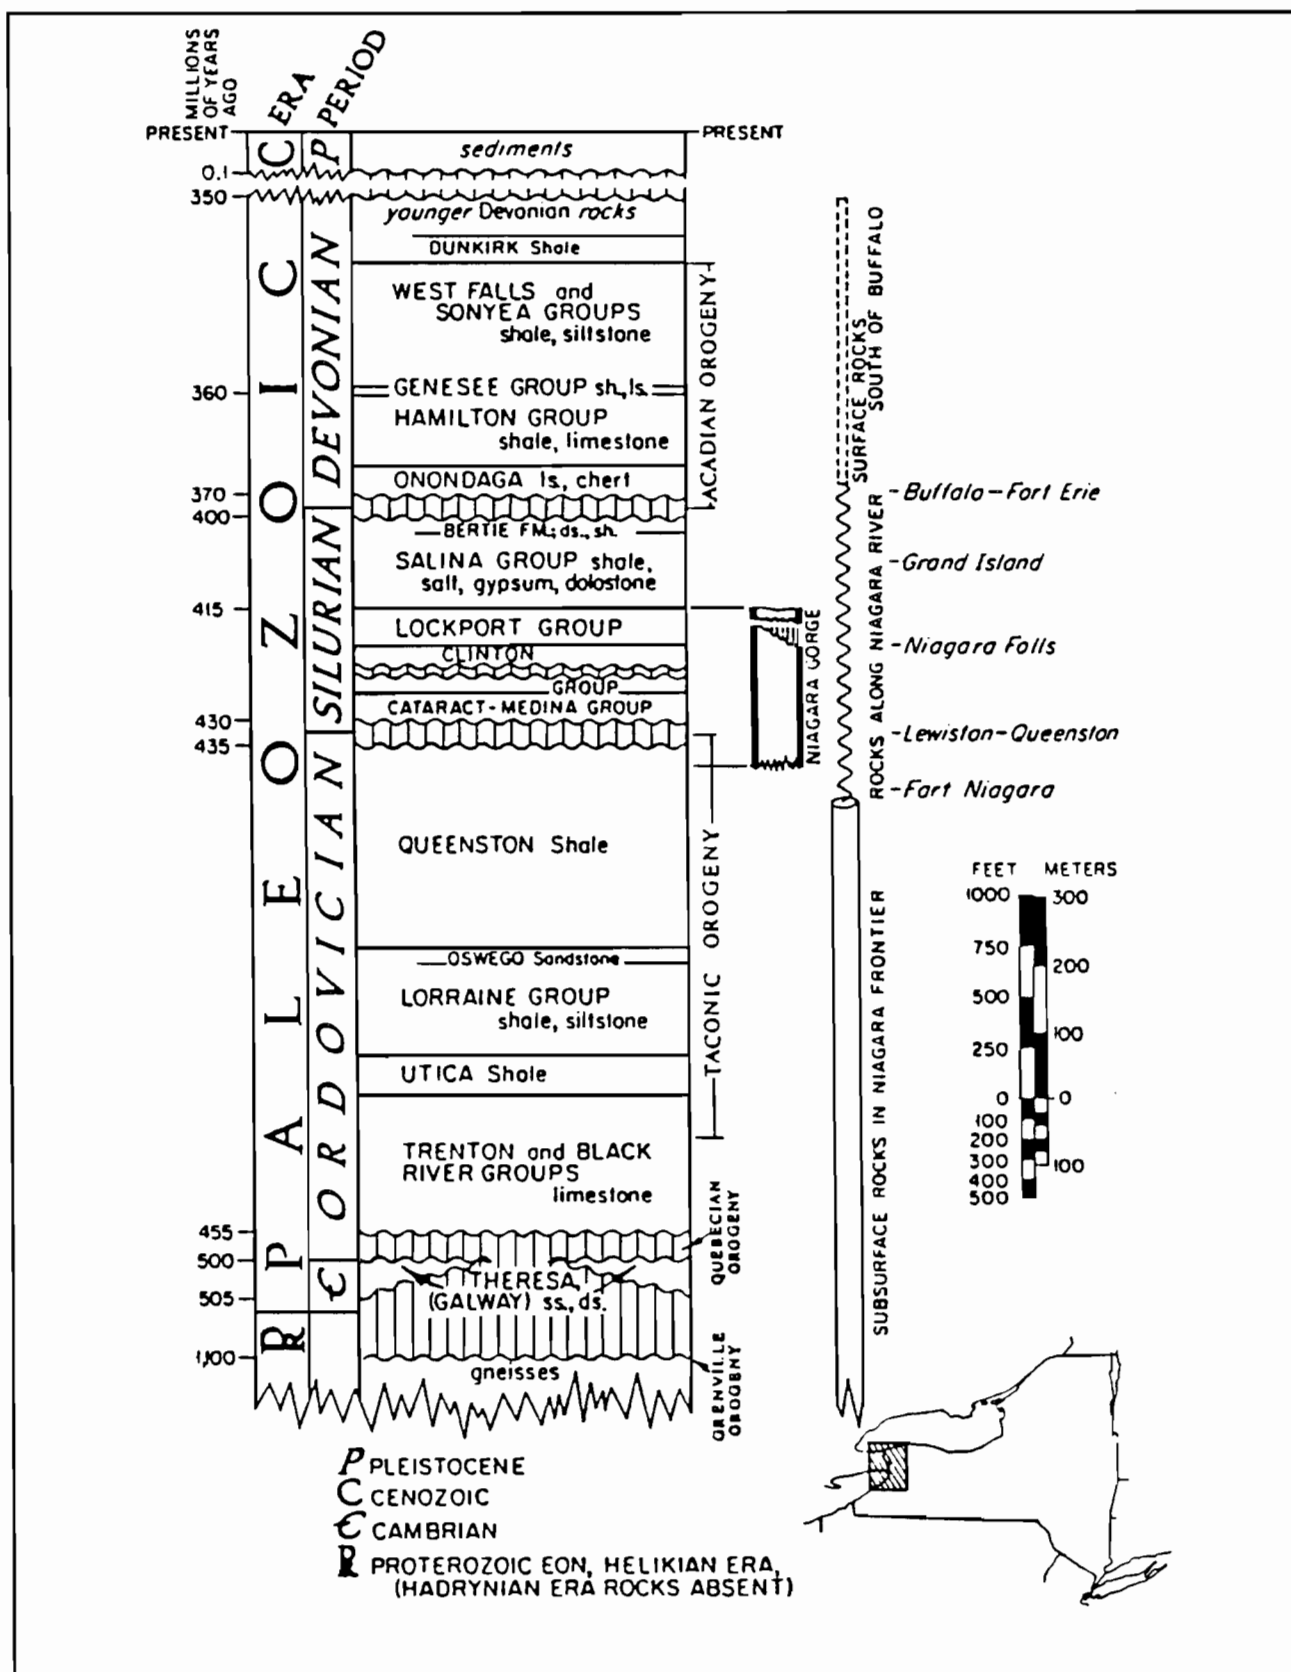 MILLIONS
OF YEARS
AGO
ERA
PERIOD
PRESENT
C
P
sediments
PRESENT
0.1
350
younger Devonian rocks
DUNKIRK Shale
WEST FALLS and
SONYEA GROUPS
shale, siltstone
360
GENESEE GROUP sh., ls.
HAMILTON GROUP
shale, limestone
ONONDAGA ls., chert
370
400
BERTIE FM.; ds., sh.
SALINA GROUP shale,
salt, gypsum, dolostone
415
LOCKPORT GROUP
CLINTON
GROUP
CATARACT-MEDINA GROUP
430
435
QUEENSTON Shale
OSWEGO Sandstone
LORRAINE GROUP
shale, siltstone
UTICA Shale
TRENTON and BLACK
RIVER GROUPS
limestone
455
500
THERESA,
(GALWAY) ss., ds.
505
1,100
gneisses
PALEOZOIC
DEVONIAN
SILURIAN
ORDOVICIAN
Ꞓ
PR
ACADIAN OROGENY
TACONIC OROGENY
QUEBECIAN
OROGENY
GRENVILLE
OROGENY
NIAGARA GORGE
SURFACE ROCKS
SOUTH OF BUFFALO
ROCKS ALONG NIAGARA RIVER
SUBSURFACE ROCKS IN NIAGARA FRONTIER
Buffalo-Fort Erie
Grand Island
Niagara Falls
Lewiston-Queenston
Fort Niagara
FEET METERS
1000 300
750
200
500
100
250
0 0
100
200
300 100
400
500
P PLEISTOCENE
C CENOZOIC
Ꞓ CAMBRIAN
PR PROTEROZOIC EON, HELIKIAN ERA,
(HADRYNIAN ERA ROCKS ABSENT)